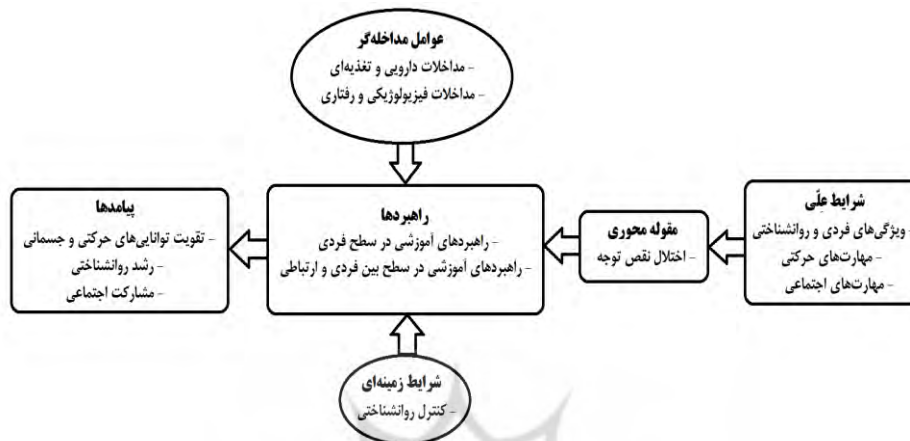 عوامل مداخله‌گر
- مداخلات دارویی و تغذیه‌ای
- مداخلات فیزیولوژیکی و رفتاری
شرایط علّی
- ویژگی‌های فردی و روانشناختی
- مهارت‌های حرکتی
- مهارت‌های اجتماعی
مقوله محوری
- اختلال نقص توجه
راهبردها
- راهبردهای آموزشی در سطح فردی
- راهبردهای آموزشی در سطح بین فردی و ارتباطی
پیامدها
- تقویت توانایی‌های حرکتی و جسمانی
- رشد روانشناختی
- مشارکت اجتماعی
شرایط زمینه‌ای
- کنترل روانشناختی